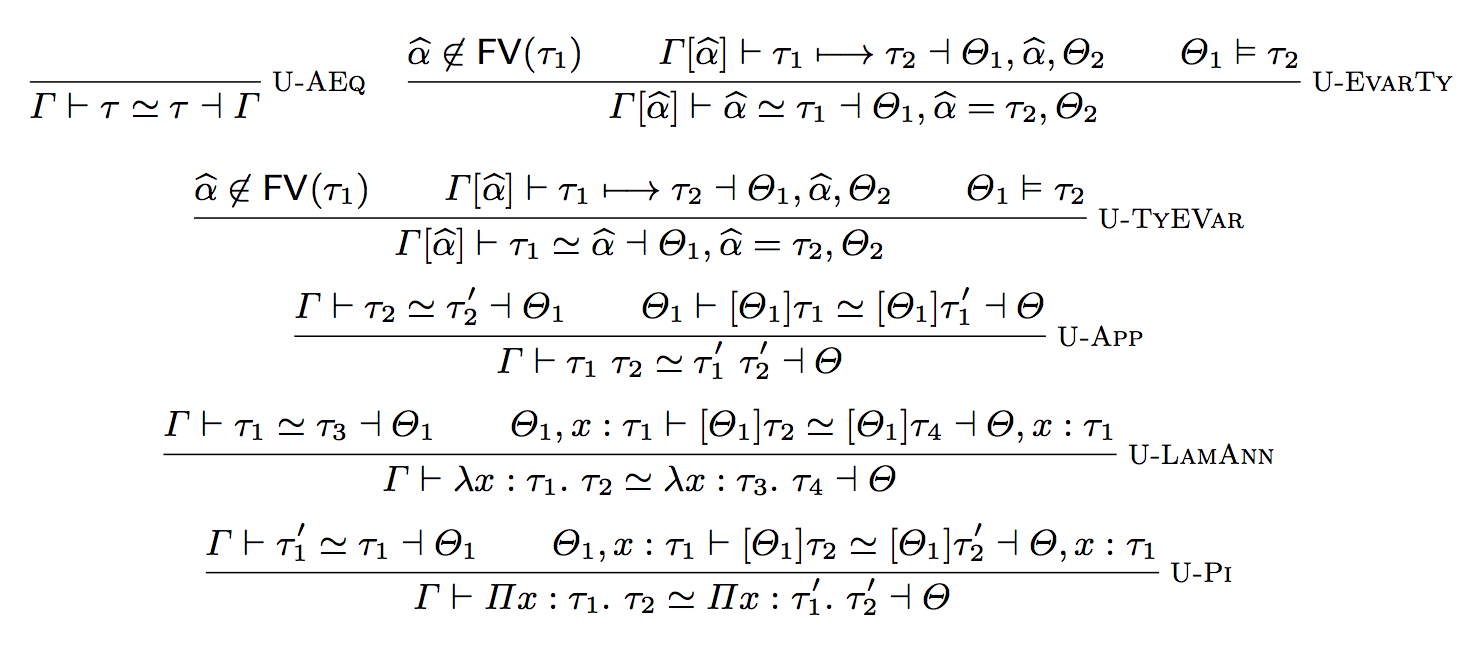 α̂ ∉ FV(τ₁)   Γ[α̂] ⊢ τ₁ ⟼ τ₂ ⊣ Θ₁, α̂, Θ₂   Θ₁ ⊨ τ₂
Γ ⊢ τ ≃ τ ⊣ Γ U-AEq   Γ[α̂] ⊢ α̂ ≃ τ₁ ⊣ Θ₁, α̂ = τ₂, Θ₂ U-EvarTy
α̂ ∉ FV(τ₁)   Γ[α̂] ⊢ τ₁ ⟼ τ₂ ⊣ Θ₁, α̂, Θ₂   Θ₁ ⊨ τ₂
Γ[α̂] ⊢ τ₁ ≃ α̂ ⊣ Θ₁, α̂ = τ₂, Θ₂ U-TyEVar
Γ ⊢ τ₂ ≃ τ₂′ ⊣ Θ₁   Θ₁ ⊢ [Θ₁]τ₁ ≃ [Θ₁]τ₁′ ⊣ Θ
Γ ⊢ τ₁ τ₂ ≃ τ₁′ τ₂′ ⊣ Θ U-App
Γ ⊢ τ₁ ≃ τ₃ ⊣ Θ₁   Θ₁, x : τ₁ ⊢ [Θ₁]τ₂ ≃ [Θ₁]τ₄ ⊣ Θ, x : τ₁
Γ ⊢ λx : τ₁. τ₂ ≃ λx : τ₃. τ₄ ⊣ Θ U-LamAnn
Γ ⊢ τ₁′ ≃ τ₁ ⊣ Θ₁   Θ₁, x : τ₁ ⊢ [Θ₁]τ₂ ≃ [Θ₁]τ₂′ ⊣ Θ, x : τ₁
Γ ⊢ Πx : τ₁. τ₂ ≃ Πx : τ₁′. τ₂′ ⊣ Θ U-Pi